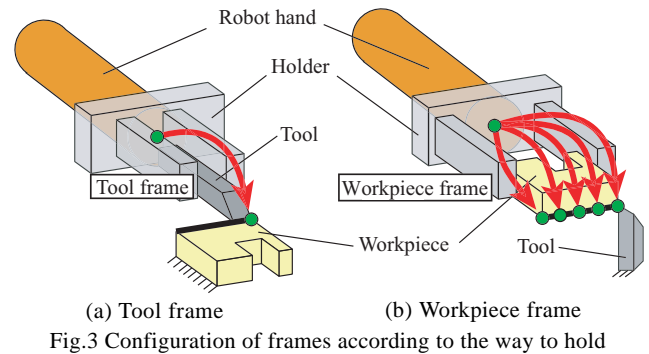 Robot hand
Holder
Tool
Tool frame
Workpiece frame
Workpiece
Tool
(a) Tool frame
(b) Workpiece frame
Fig.3 Configuration of frames according to the way to hold